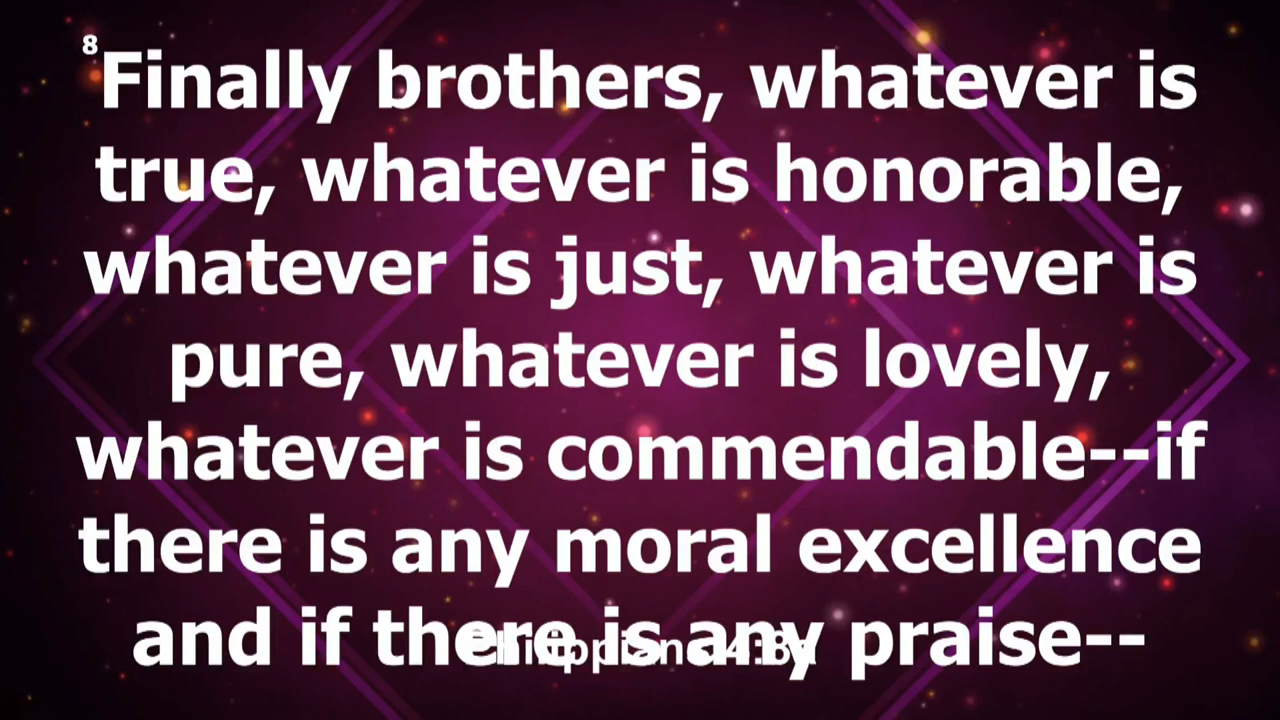 8 Finally brothers, whatever is
true, whatever is honorable,
whatever is just, whatever is
pure, whatever is lovely,
whatever is commendable--if
there is any moral excellence
and if there is any praise--
Philippians 4:8a